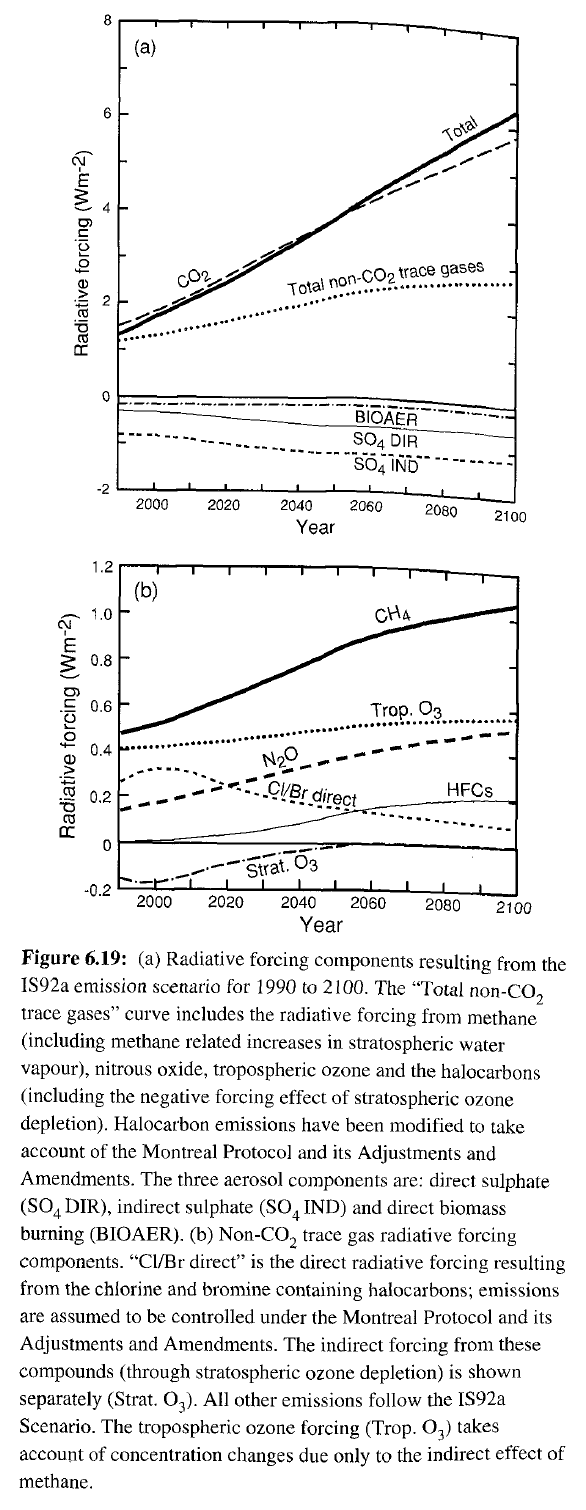 8
(a)
6
Total
Radiative forcing (Wm-2)
4
CO2
Total non-CO2 trace gases
2
0
BIOAER
SO4 DIR
SO4 IND
-2
2000 2020 2040 2060 2080 2100
Year
1.2
(b)
1.0
CH4
Radiative forcing (Wm-2)
0.8
0.6
Trop. O3
0.4
N2O
Cl/Br direct
HFCs
0.2
0
Strat. O3
-0.2
2000 2020 2040 2060 2080 2100
Year
Figure 6.19: (a) Radiative forcing components resulting from the
IS92a emission scenario for 1990 to 2100. The “Total non-CO2
trace gases” curve includes the radiative forcing from methane
(including methane related increases in stratospheric water
vapour), nitrous oxide, tropospheric ozone and the halocarbons
(including the negative forcing effect of stratospheric ozone
depletion). Halocarbon emissions have been modified to take
account of the Montreal Protocol and its Adjustments and
Amendments. The three aerosol components are: direct sulphate
(SO4 DIR), indirect sulphate (SO4 IND) and direct biomass
burning (BIOAER). (b) Non-CO2 trace gas radiative forcing
components. “Cl/Br direct” is the direct radiative forcing resulting
from the chlorine and bromine containing halocarbons; emissions
are assumed to be controlled under the Montreal Protocol and its
Adjustments and Amendments. The indirect forcing from these
compounds (through stratospheric ozone depletion) is shown
separately (Strat. O3). All other emissions follow the IS92a
Scenario. The tropospheric ozone forcing (Trop. O3) takes
account of concentration changes due only to the indirect effect of
methane.